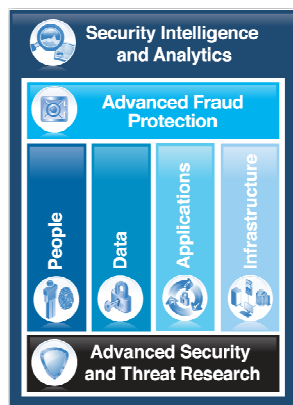 Security Intelligence
and Analytics
Advanced Fraud
Protection
People
Data
Applications
Infrastructure
Advanced Security
and Threat Research